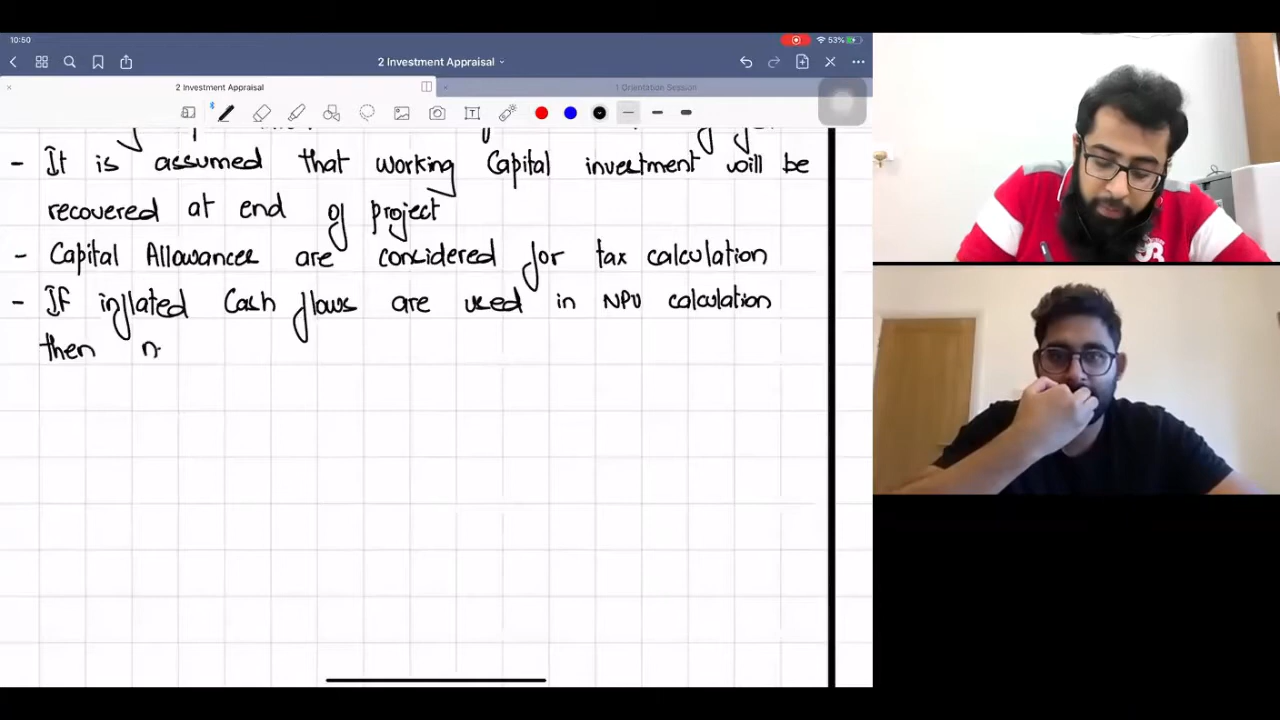 10:50
53%
2 Investment Appraisal
2 Investment Appraisal
1 Orientation Session
- It is assumed that working Capital investment will be
recovered at end of project
- Capital Allowances are considered for tax calculation
- If inflated Cash flows are used in NPV calculation
then n